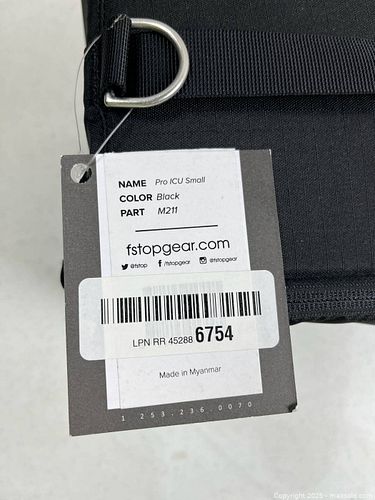 NAME Pro ICU Small
COLOR Black
PART M211
fstopgear.com
@fstop /fstopgear @fstopgear
LPN RR 45288 6754
Made in Myanmar
1.253.236.0070